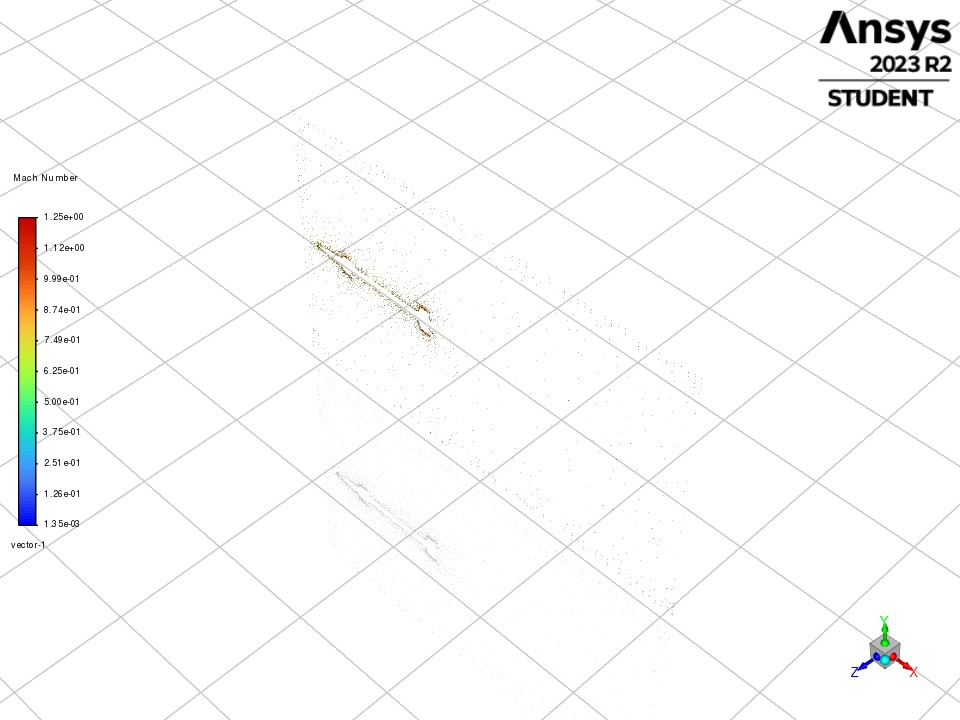 Ansys
2023 R2
STUDENT
Mach Number
1.25e+00
1.12e+00
9.99e-01
8.74e-01
7.49e-01
6.25e-01
5.00e-01
3.75e-01
2.51e-01
1.26e-01
1.35e-03
vector-1
Y
Z
X